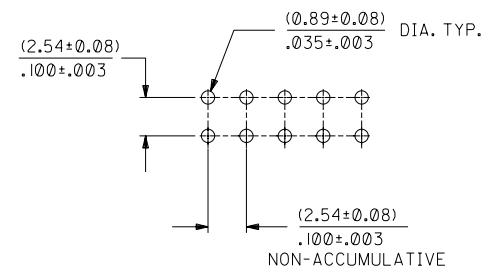 (0.89±0.08) DIA. TYP.
.035±.003
(2.54±0.08)
.100±.003
(2.54±0.08)
.100±.003
NON-ACCUMULATIVE